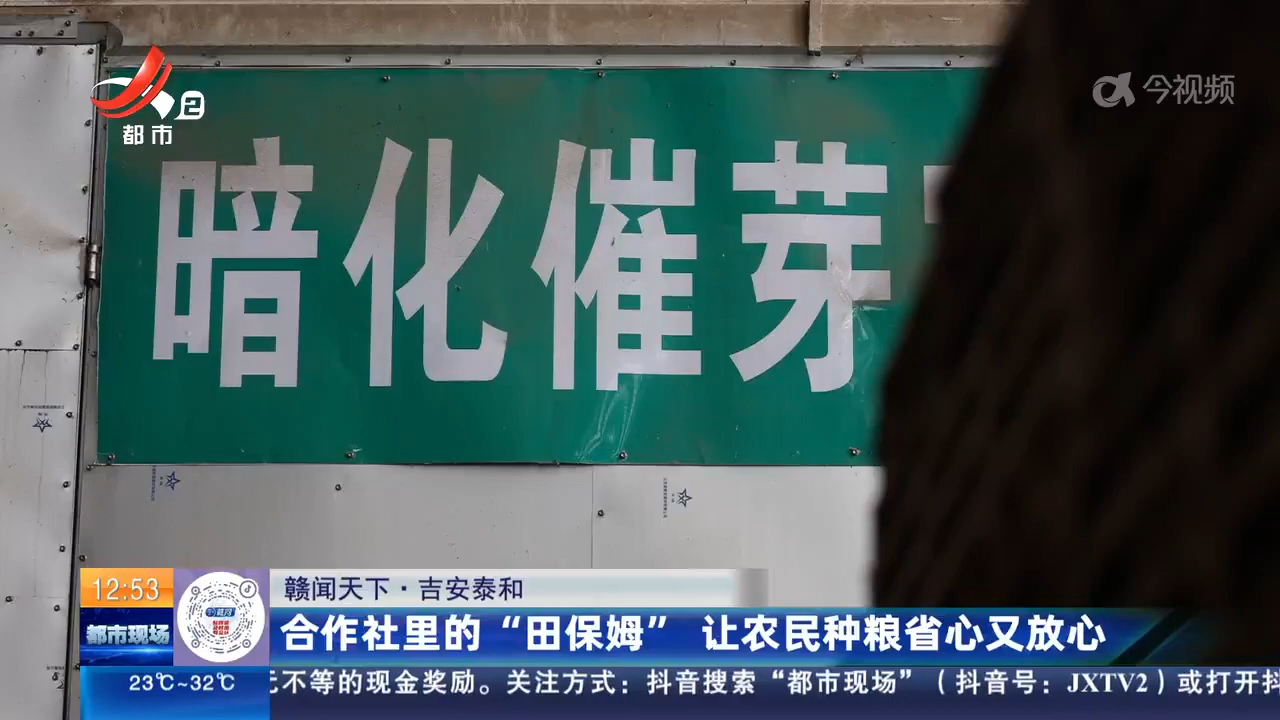 2
都市
今视频
暗化催芽
12:53
赣闻天下·吉安泰和
都市现场
合作社里的“田保姆” 让农民种粮省心又放心
23℃~32℃
不等的现金奖励。关注方式：抖音搜索“都市现场”（抖音号：JXTV2）或打开